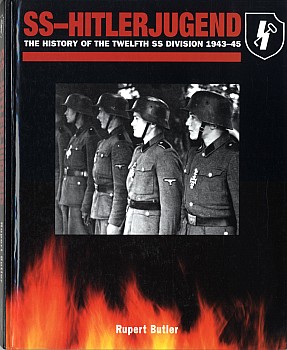 SS-HITLERJUGEND
THE HISTORY OF THE TWELFTH SS DIVISION 1943-45
Rupert Butler